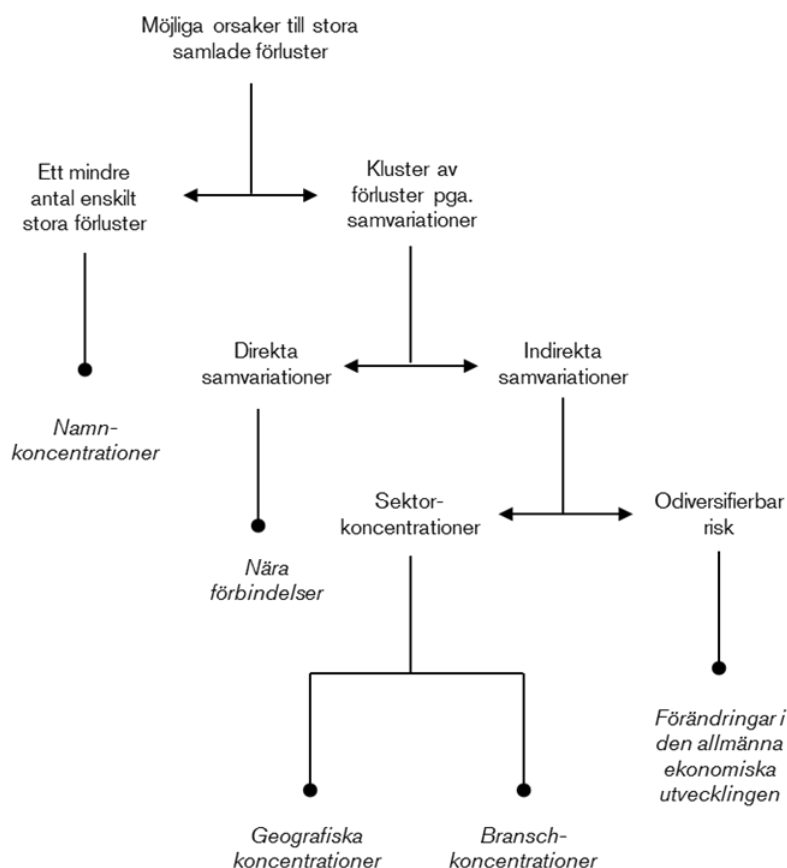 Möjliga orsaker till stora
samlade förluster
Ett mindre
antal enskilt
stora förluster
Kluster av
förluster pga.
samvariationer
Direkta
samvariationer
Indirekta
samvariationer
Namn-
koncentrationer
Sektor-
koncentrationer
Odiversifierbar
risk
Nära
förbindelser
Förändringar i
den allmänna
ekonomiska
utvecklingen
Geografiska
koncentrationer
Bransch-
koncentrationer